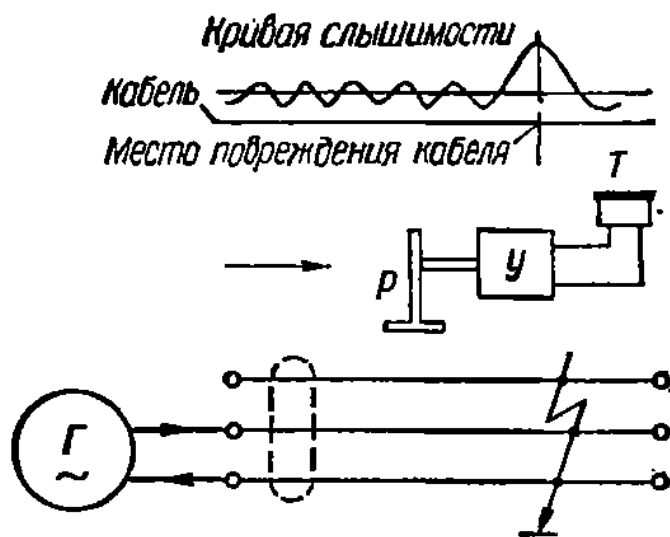 Кривая слышимости
Кабель
Место повреждения кабеля
Т
У
Р
Г
~